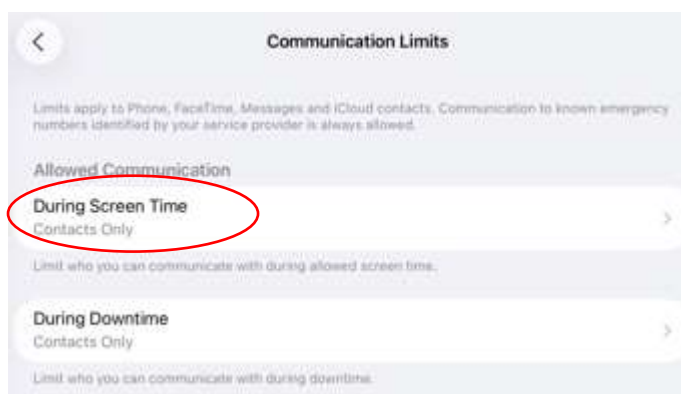 Communication Limits
Limits apply to Phone, FaceTime, Messages and iCloud contacts. Communication to known emergency
numbers identified by your service provider is always allowed.
Allowed Communication
During Screen Time
Contacts Only
Limit who you can communicate with during allowed screen time.
During Downtime
Contacts Only
Limit who you can communicate with during downtime.